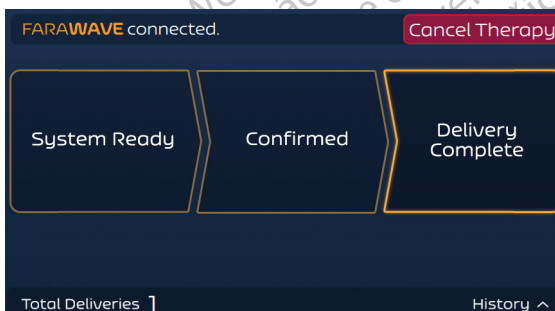 FARAWAVE connected.
Cancel Therapy
System Ready
Confirmed
Delivery
Complete
Total Deliveries 1
History